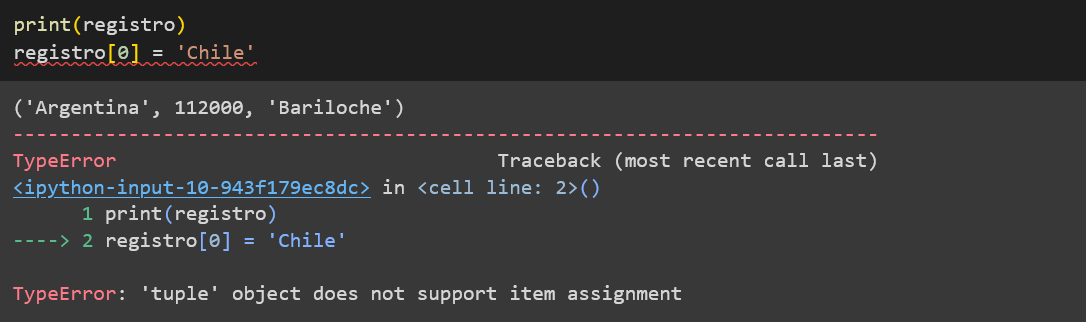 print(registro)
registro[0] = 'Chile'
('Argentina', 112000, 'Bariloche')
---------------------------------------------------------------------------
TypeError                                 Traceback (most recent call last)
<ipython-input-10-943f179ec8dc> in <cell line: 2>()
      1 print(registro)
----> 2 registro[0] = 'Chile'
TypeError: 'tuple' object does not support item assignment